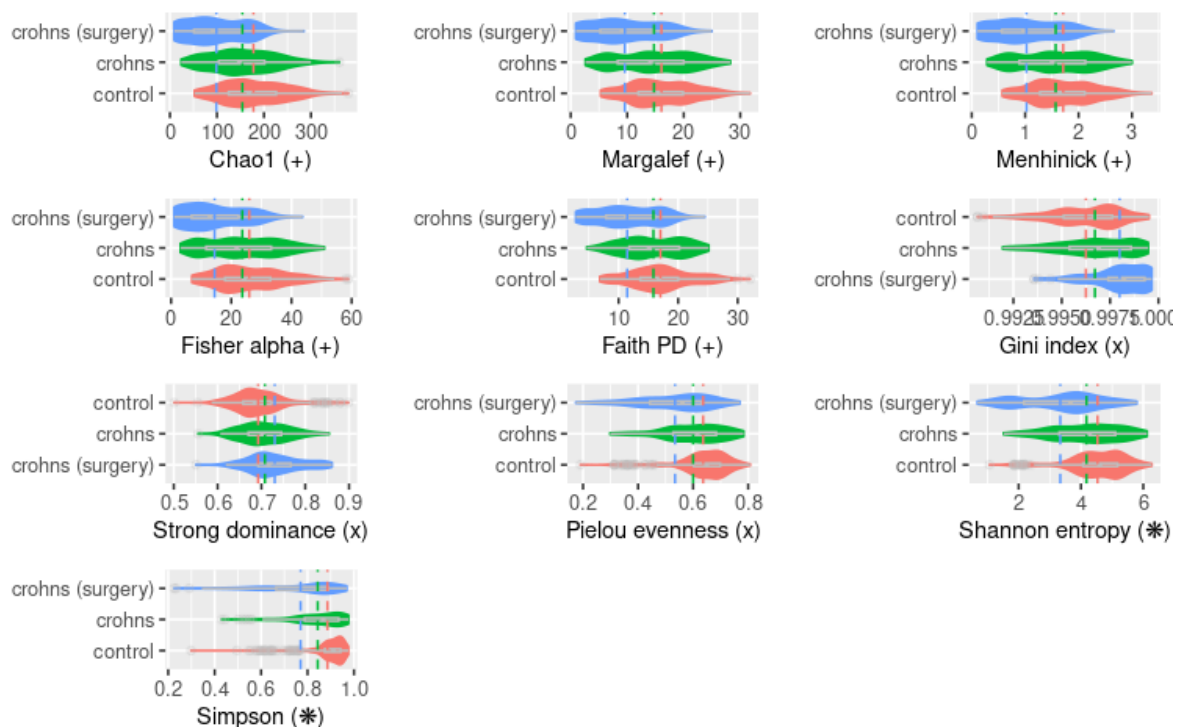 crohns (surgery)
crohns
control
0 100 200 300
Chao1 (+)
crohns (surgery)
crohns
control
0 10 20 30
Margalef (+)
crohns (surgery)
crohns
control
0 1 2 3
Menhinick (+)
crohns (surgery)
crohns
control
0 20 40 60
Fisher alpha (+)
crohns (surgery)
crohns
control
10 20 30
Faith PD (+)
control
crohns
crohns (surgery)
0.9925 0.9950 0.9975 1.000
Gini index (x)
control
crohns
crohns (surgery)
0.5 0.6 0.7 0.8 0.9
Strong dominance (x)
crohns (surgery)
crohns
control
0.2 0.4 0.6 0.8
Pielou evenness (x)
crohns (surgery)
crohns
control
2 4 6
Shannon entropy (❋)
crohns (surgery)
crohns
control
0.2 0.4 0.6 0.8 1.0
Simpson (❋)